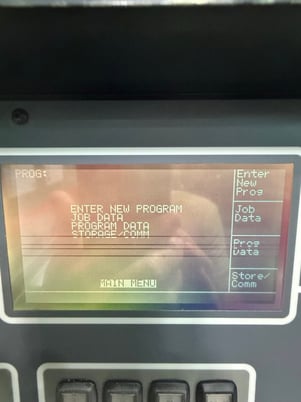 PROG:
ENTER NEW PROGRAM
JOB DATA
PROGRAM DATA
STORAGE/COMM
MAIN MENU
Enter
New
Prog
Job
Data
Prog
Data
Store/
Comm